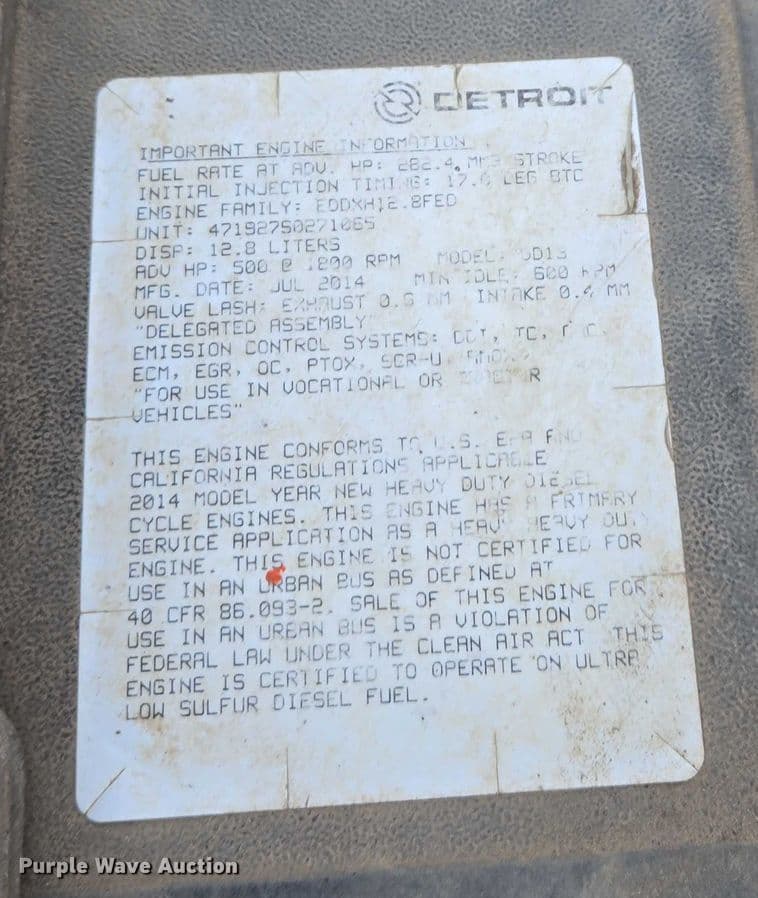 DETROIT
IMPORTANT ENGINE INFORMATION
FUEL RATE AT ADV. HP: 282.4, MM3 STROKE
INITIAL INJECTION TIMING: DEG BTC
ENGINE FAMILY: EDDXH12.8FED
UNIT: 47192750271065
DISP: 12.8 LITERS
ADV HP: 500 @ 1800 RPM MODEL: DD13
MFG. DATE: JUL 2014 MIN IDLE: 600 RPM
VALVE LASH: EXHAUST MM INTAKE 0.4 MM
"DELEGATED ASSEMBLY
EMISSION CONTROL SYSTEMS: TC,
ECM, EGR, OC, PTOX, SCR-U,
"FOR USE IN VOCATIONAL OR
VEHICLES"
THIS ENGINE CONFORMS TO U.S. EPA AND
CALIFORNIA REGULATIONS APPLICABLE
2014 MODEL YEAR NEW HEAVY DUTY DIESEL
CYCLE ENGINES. THIS ENGINE HAS A PRIMARY
SERVICE APPLICATION AS A HEAVY HEAVY DUTY
ENGINE. THIS ENGINE IS NOT CERTIFIED FOR
USE IN AN URBAN BUS AS DEFINED AT
40 CFR 86.093-2. SALE OF THIS ENGINE FOR
USE IN AN URBAN BUS IS A VIOLATION OF
FEDERAL LAW UNDER THE CLEAN AIR ACT THIS
ENGINE IS CERTIFIED TO OPERATE ON ULTRA
LOW SULFUR DIESEL FUEL.
Purple Wave Auction